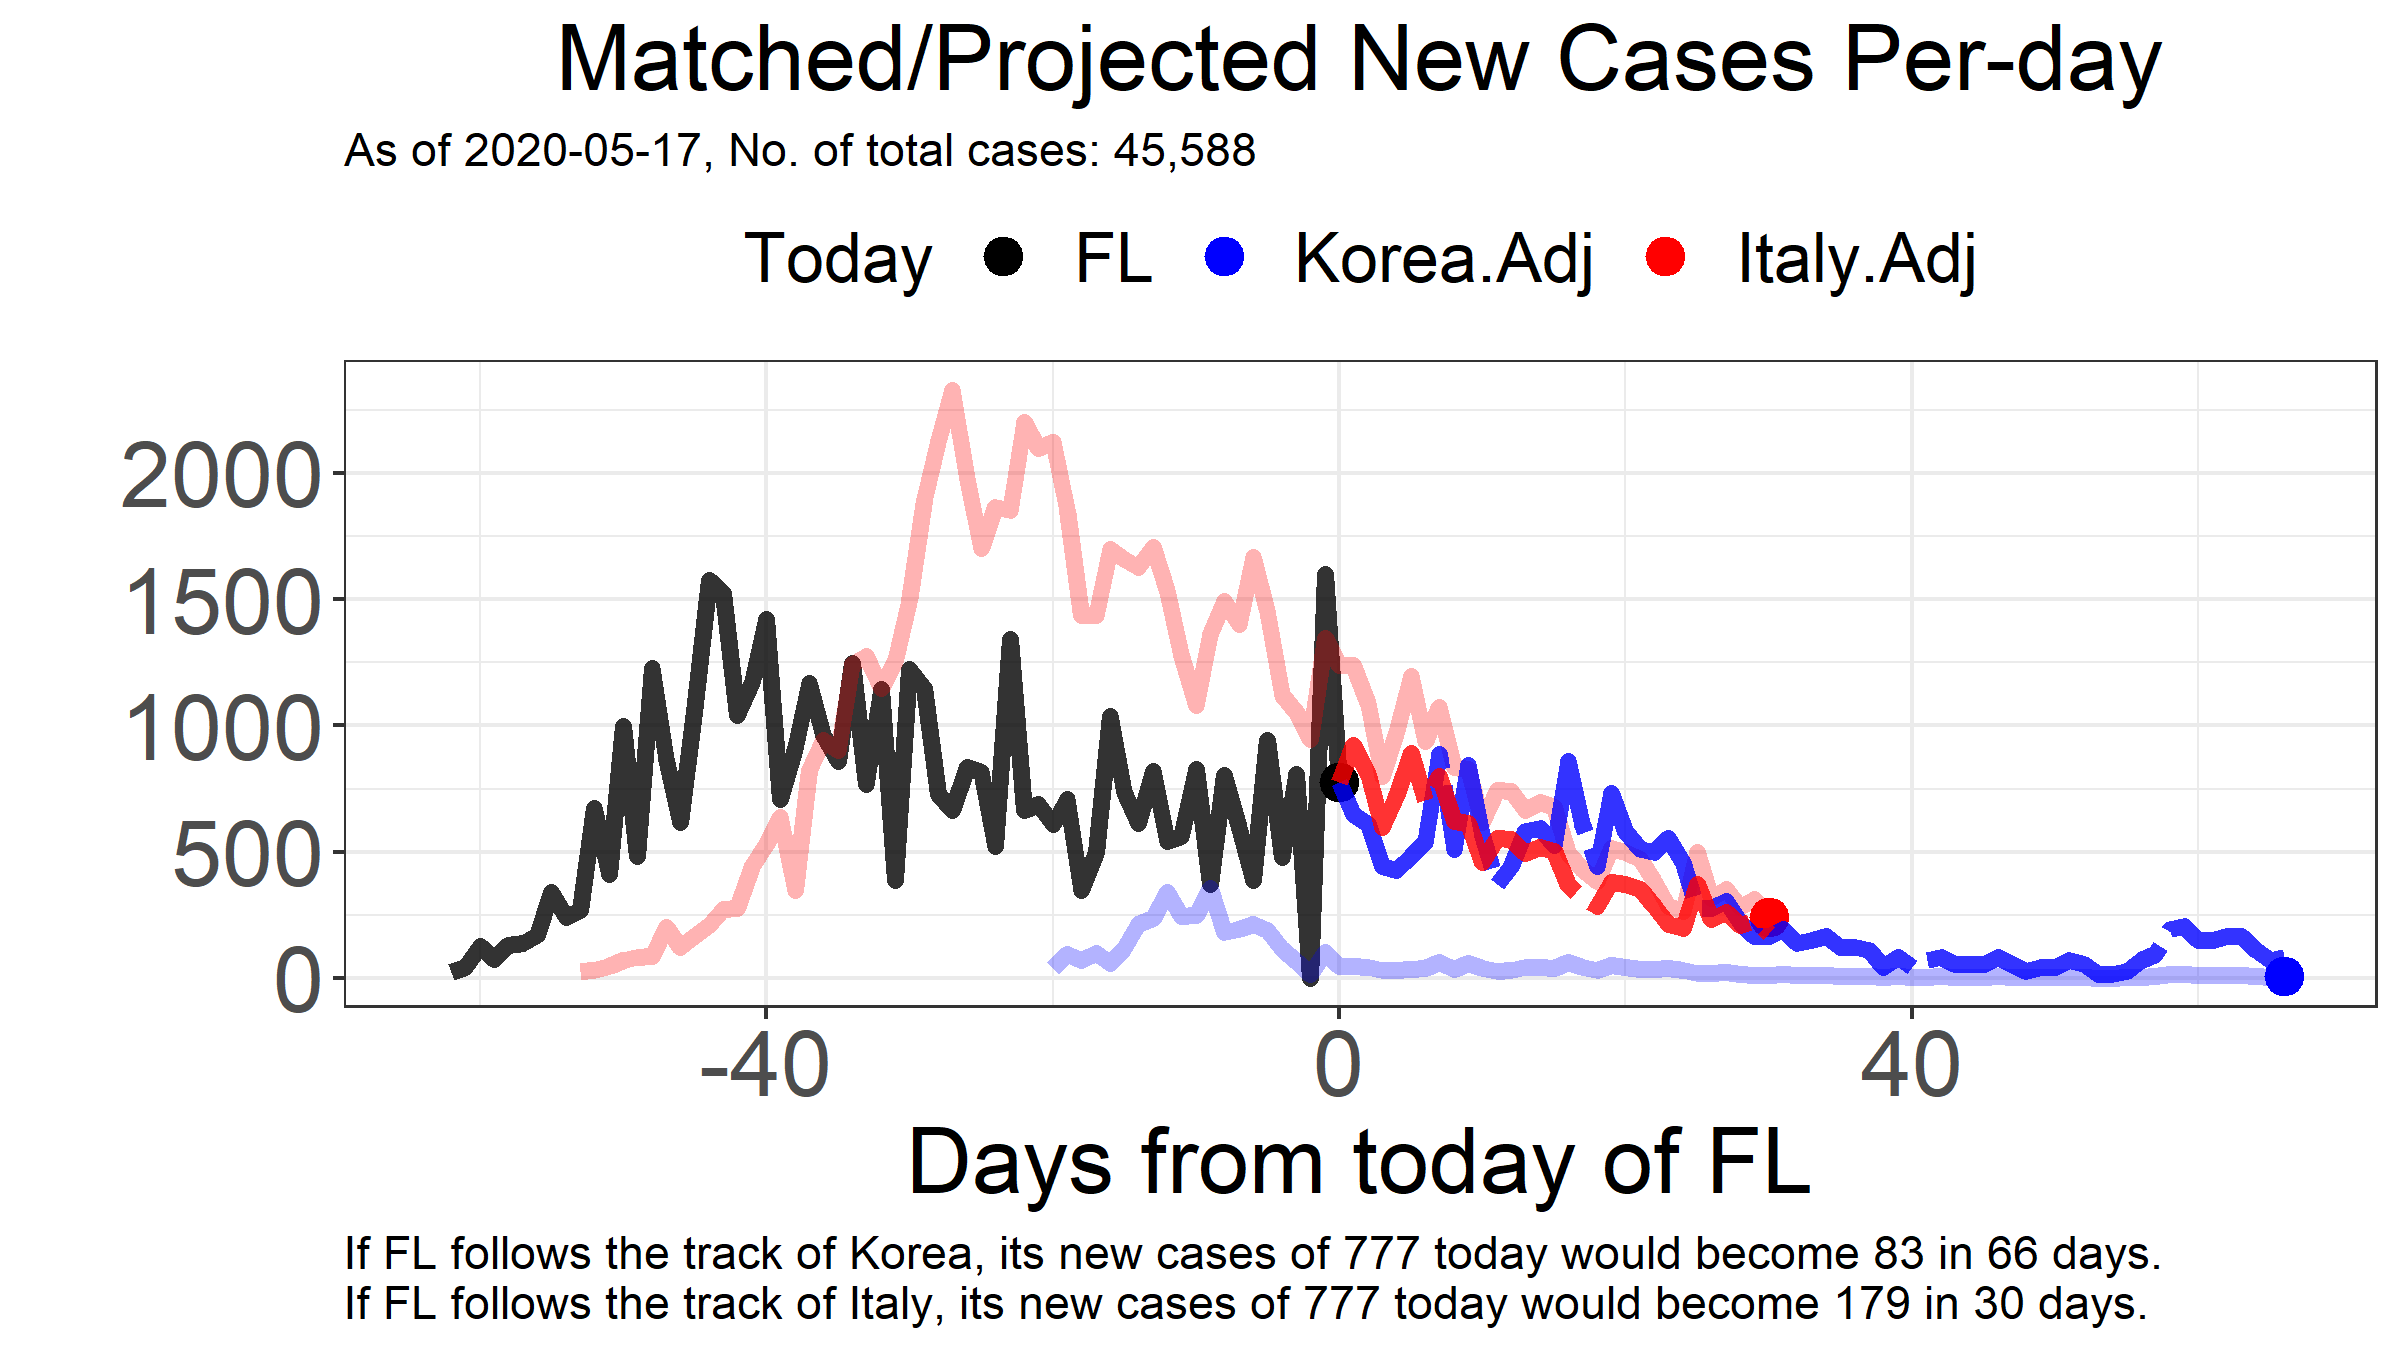 Matched/Projected New Cases Per-day
As of 2020-05-17, No. of total cases: 45,588
Today FL Korea.Adj Italy.Adj
2000
1500
1000
500
0
-40 0 40
Days from today of FL
If FL follows the track of Korea, its new cases of 777 today would become 83 in 66 days.
If FL follows the track of Italy, its new cases of 777 today would become 179 in 30 days.